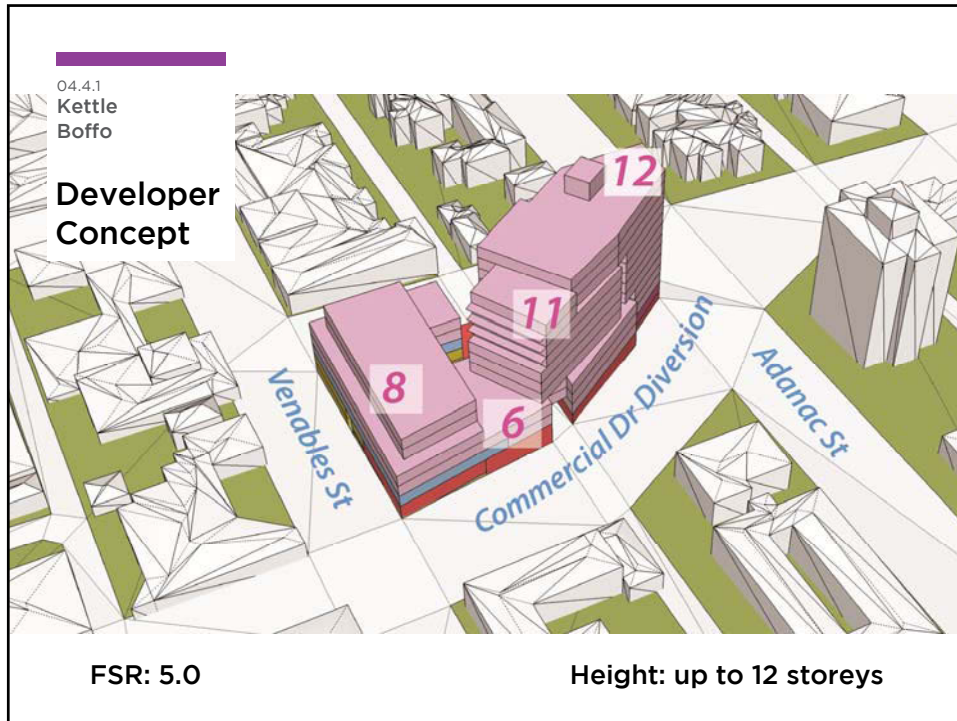 04.4.1
Kettle
Boffo
Developer
Concept
12
11
8
6
Venables St
Commercial Dr Diversion
Adanac St
FSR: 5.0
Height: up to 12 storeys